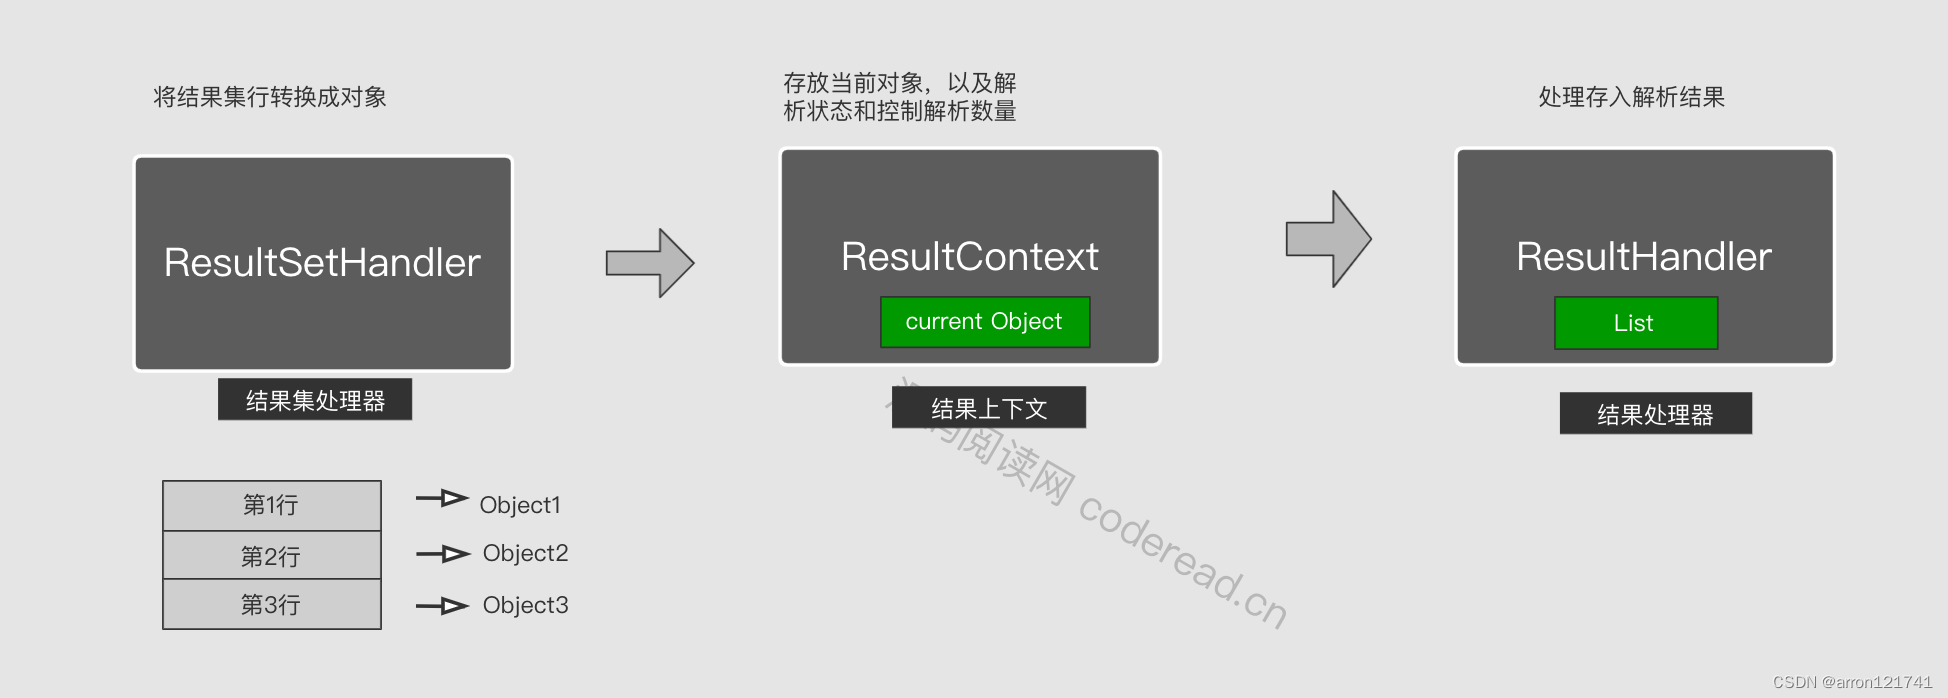 将结果集行转换成对象
存放当前对象，以及解
析状态和控制解析数量
处理存入解析结果
ResultSetHandler
ResultContext
current Object
ResultHandler
List
结果集处理器
结果上下文
结果处理器
第1行
Object1
第2行
Object2
第3行
Object3
阅读网 coderead.cn
CSDN @arron121741